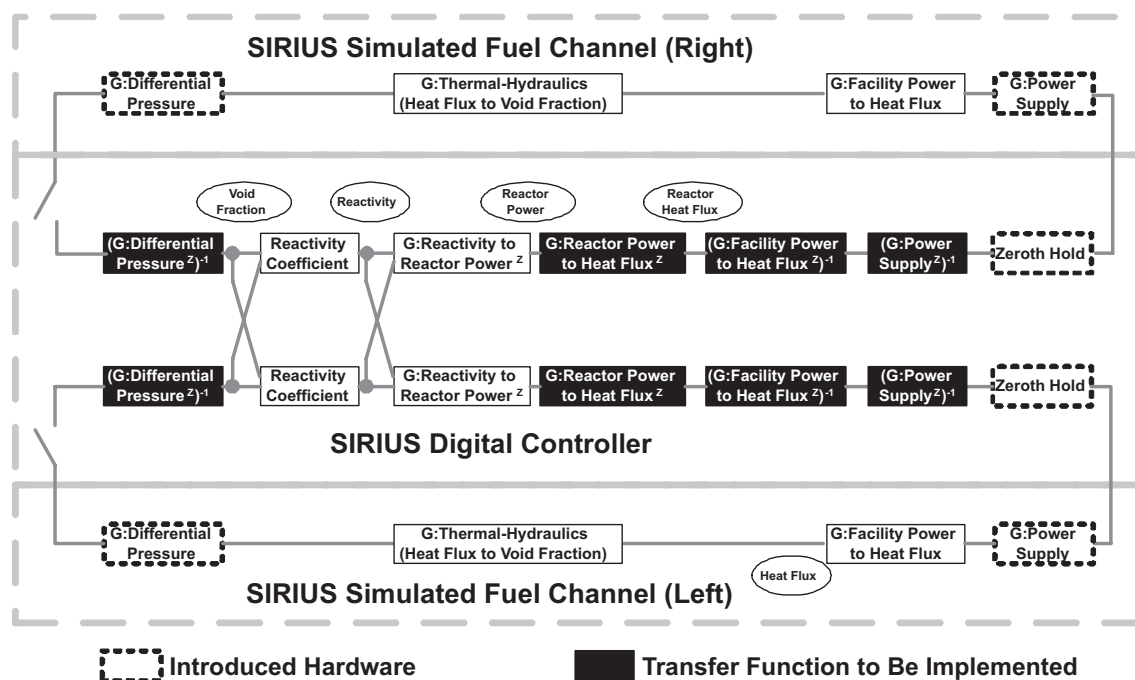 SIRIUS Simulated Fuel Channel (Right)
G:Differential
Pressure
G:Thermal-Hydraulics
(Heat Flux to Void Fraction)
G:Facility Power
to Heat Flux
G:Power
Supply
Void
Fraction
Reactivity
Reactor
Power
Reactor
Heat Flux
(G:Differential
Pressure Z)-1
Reactivity
Coefficient
G:Reactivity to
Reactor Power Z
G:Reactor Power
to Heat Flux Z
(G:Facility Power
to Heat Flux Z)-1
(G:Power
Supply Z)-1
Zeroth Hold
(G:Differential
Pressure Z)-1
Reactivity
Coefficient
G:Reactivity to
Reactor Power Z
G:Reactor Power
to Heat Flux Z
(G:Facility Power
to Heat Flux Z)-1
(G:Power
Supply Z)-1
Zeroth Hold
SIRIUS Digital Controller
G:Differential
Pressure
G:Thermal-Hydraulics
(Heat Flux to Void Fraction)
G:Facility Power
to Heat Flux
G:Power
Supply
Heat Flux
SIRIUS Simulated Fuel Channel (Left)
Introduced Hardware
Transfer Function to Be Implemented